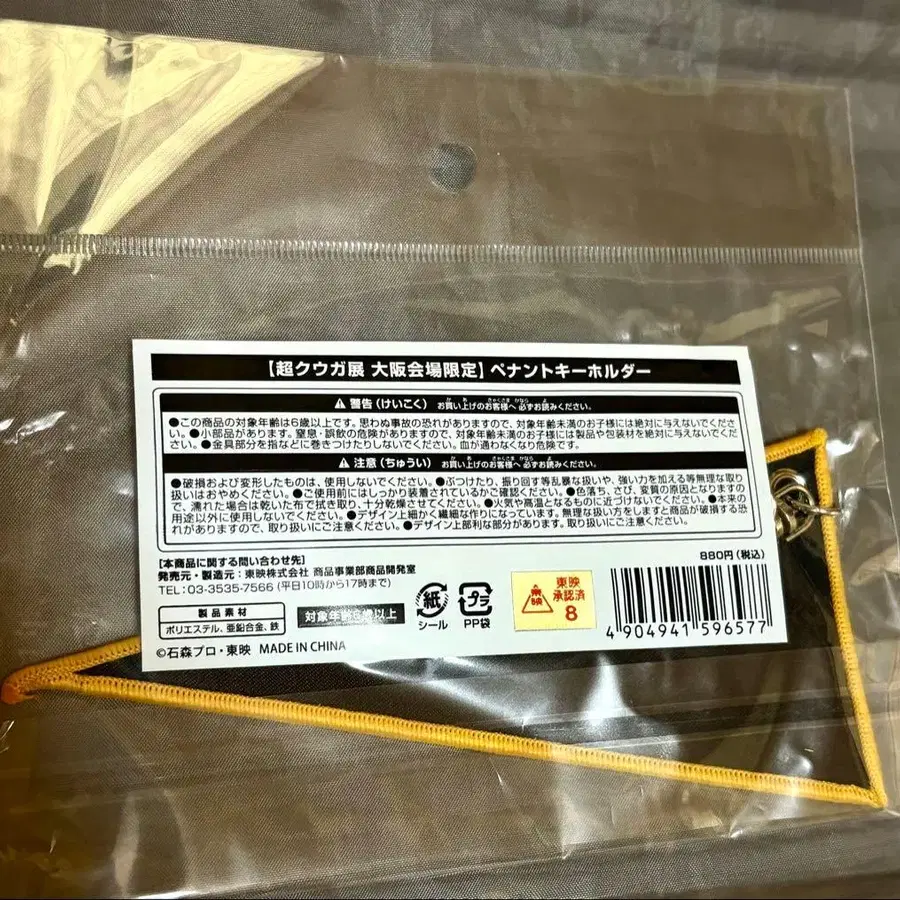 【超クウガ展 大阪会場限定】ペナントキーホルダー
⚠警告(けいこく) お買い上げのお客様へ 必ずお読みください。
●この商品の対象年齢は6歳以上です。思わぬ事故の恐れがありますので、対象年齢未満のお子様には絶対に与えないでくださ
い。●小部品があります。窒息・誤飲の危険がありますので、対象年齢未満のお子様には製品や包装材を絶対に与えないでくださ
い。●金具部分を指などに巻きつけたりしないでください。血が通わなくなり危険です。
⚠注意(ちゅうい) お買い上げのお客様へ 必ずお読みください。
●破損および変形したものは、使用しないでください。●ぶつけたり、振り回す等乱暴な扱いや、強い力を加える等無理な取り
扱いはおやめください。●ご使用前にはしっかり装着されているかご確認ください。●色落ち、さび、変質の原因となりますの
で、濡れた場合は乾いた布で拭き取り、十分乾燥させてください。●火気や高温となるものに近づけないでください。●本来の
用途以外に使用しないでください。●デザイン上細かく繊細な作りになっています。無理な扱い方をしますと商品が破損する恐
れがありますので、取り扱いにご注意ください。●デザイン上鋭利な部分があります。取り扱いにご注意ください。
880円(税込)
【本商品に関する問い合わせ先】
発売元・製造元:東映株式会社 商品事業部商品開発室
TEL:03-3535-7566 (平日10時から17時まで)
製品素材
ポリエステル、亜鉛合金、鉄
対象年齢6歳以上
紙
シール
プラ
PP袋
東映
東映
承認済
8
4 904941 596577
©石森プロ・東映 MADE IN CHINA